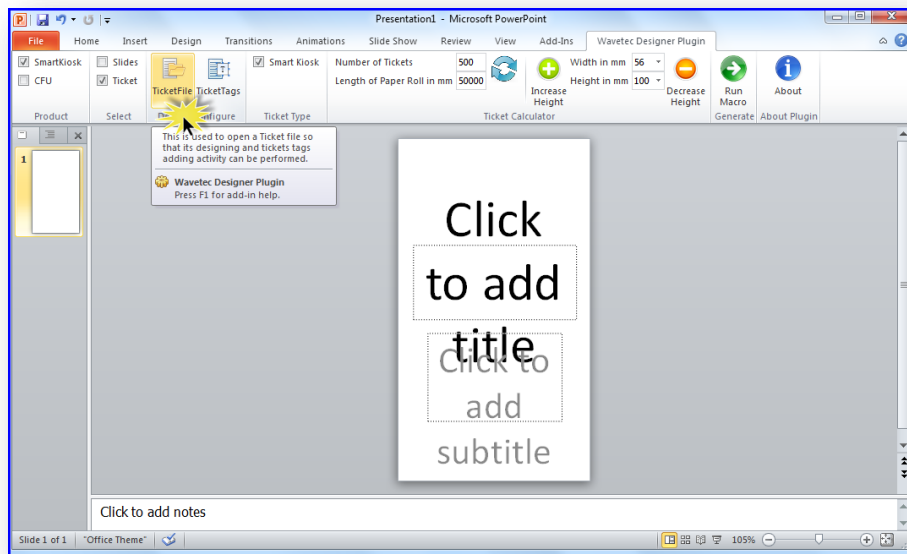 Presentation1 - Microsoft PowerPoint
File Home Insert Design Transitions Animations Slide Show Review View Add-Ins Wavetec Designer Plugin
SmartKiosk Slides Smart Kiosk Number of Tickets 500 Width in mm 56
CFU Ticket Length of Paper Roll in mm 50000 Height in mm 100
TicketFile TicketTags Increase Height Decrease Height Run Macro About
Product Select Configure Ticket Type Ticket Calculator Generate About Plugin
This is used to open a Ticket file so
that its designing and tickets tags
adding activity can be performed.
Wavetec Designer Plugin
Press F1 for add-in help.
1
Click
to add
title
Click to
add
subtitle
Click to add notes
Slide 1 of 1 "Office Theme" 105%